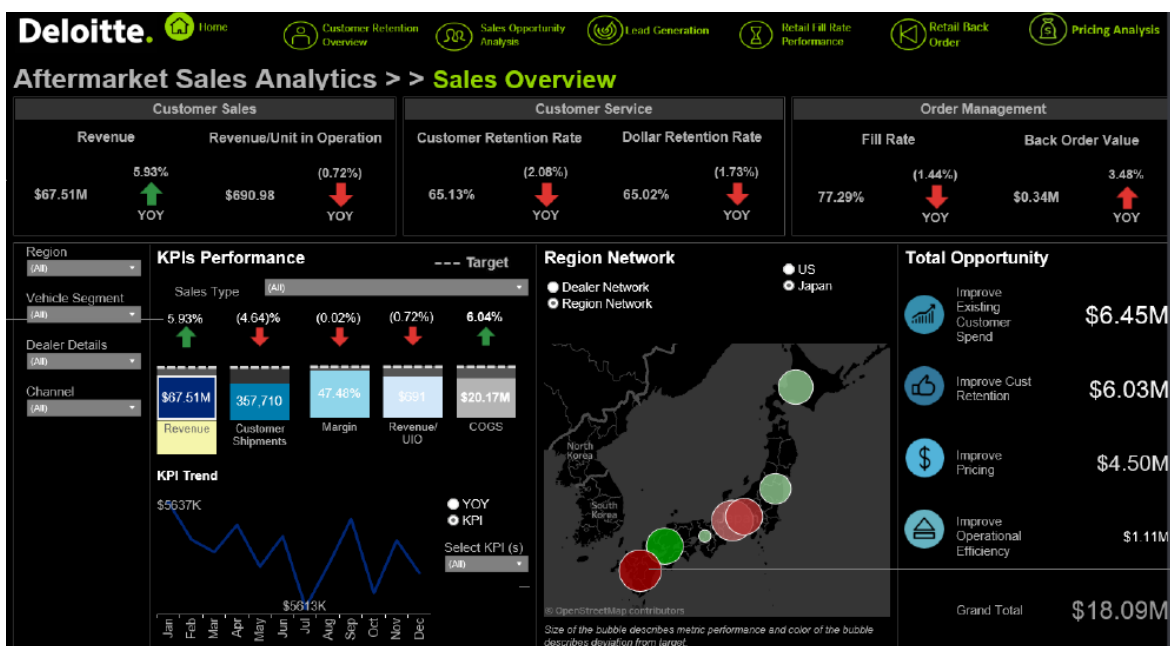 Deloitte.
Home
Customer Retention
Overview
Sales Opportunity
Analysis
Lead Generation
Retail Fill Rate
Performance
Retail Back
Order
Pricing Analysis
Aftermarket Sales Analytics > > Sales Overview
Customer Sales
Customer Service
Order Management
Revenue
Revenue/Unit in Operation
Customer Retention Rate
Dollar Retention Rate
Fill Rate
Back Order Value
$67.51M
5.93%
YOY
$690.98
(0.72%)
YOY
65.13%
(2.08%)
YOY
65.02%
(1.73%)
YOY
77.29%
(1.44%)
YOY
$0.34M
3.48%
YOY
Region
(All)
Vehicle Segment
(All)
Dealer Details
(All)
Channel
(All)
KPIs Performance
--- Target
Sales Type
(All)
5.93%
(4.64)%
(0.02%)
(0.72%)
6.04%
$67.51M
357,710
47.48%
$691
$20.17M
Revenue
Customer
Shipments
Margin
Revenue/
UIO
COGS
KPI Trend
$5637K
$5613K
Jan
Feb
Mar
Apr
May
Jun
Jul
Aug
Sep
Oct
Nov
Dec
YOY
KPI
Select KPI (s)
(All)
Region Network
Dealer Network
Region Network
US
Japan
North
Korea
South
Korea
© OpenStreetMap contributors
Size of the bubble describes metric performance and color of the bubble
describes deviation from target.
Total Opportunity
Improve
Existing
Customer
Spend
$6.45M
Improve Cust
Retention
$6.03M
Improve
Pricing
$4.50M
Improve
Operational
Efficiency
$1.11M
Grand Total
$18.09M